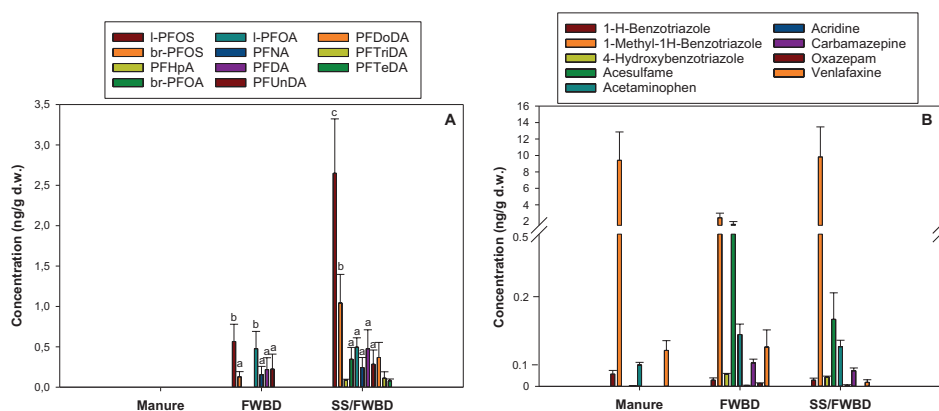 l-PFOS
br-PFOS
PFHpA
br-PFOA
l-PFOA
PFNA
PFDA
PFUnDA
PFDoDA
PFTriDA
PFTeDA
A
Concentration (ng/g d.w.)
3,5
3,0
2,5
2,0
1,5
1,0
0,5
0,0
b
a
b
a
a
a
c
b
a
a
a
a
a
Manure
FWBD
SS/FWBD
1-H-Benzotriazole
1-Methyl-1H-Benzotriazole
4-Hydroxybenzotriazole
Acesulfame
Acetaminophen
Acridine
Carbamazepine
Oxazepam
Venlafaxine
B
Concentration (ng/g d.w.)
16
14
12
10
8
6
4
2
0.5
0.2
0.1
0
Manure
FWBD
SS/FWBD